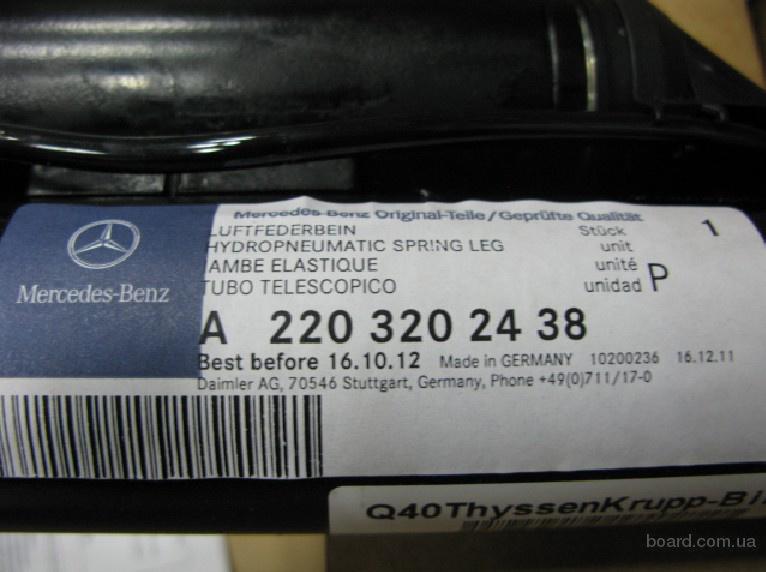 Mercedes-Benz Original-Teile/Geprüfte Qualität
LUFTFEDERBEIN Stück 1
HYDROPNEUMATIC SPRING LEG unit
JAMBE ELASTIQUE unité P
TUBO TELESCOPICO unidad
Mercedes-Benz
A 220 320 24 38
Best before 16.10.12 Made in GERMANY 10200236 16.12.11
Daimler AG, 70546 Stuttgart, Germany, Phone +49(0)711/17-0
Q40ThyssenKrupp-Bil
board.com.ua